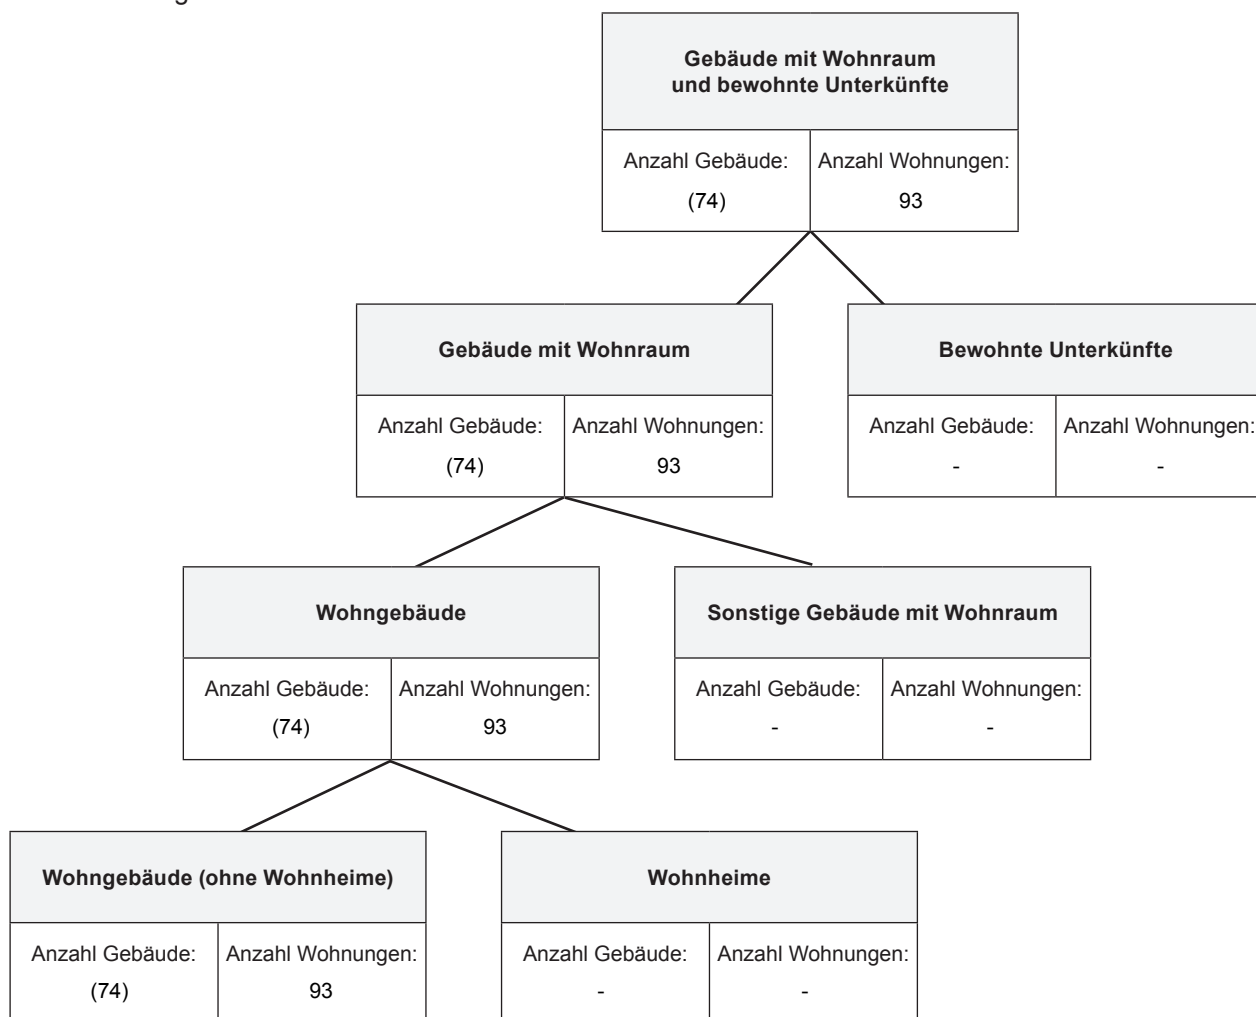 Gebäude mit Wohnraum
und bewohnte Unterkünfte
Anzahl Gebäude: Anzahl Wohnungen:
(74) 93
Gebäude mit Wohnraum Bewohnte Unterkünfte
Anzahl Gebäude: Anzahl Wohnungen: Anzahl Gebäude: Anzahl Wohnungen:
(74) 93 - -
Wohngebäude Sonstige Gebäude mit Wohnraum
Anzahl Gebäude: Anzahl Wohnungen: Anzahl Gebäude: Anzahl Wohnungen:
(74) 93 - -
Wohngebäude (ohne Wohnheime) Wohnheime
Anzahl Gebäude: Anzahl Wohnungen: Anzahl Gebäude: Anzahl Wohnungen:
(74) 93 - -